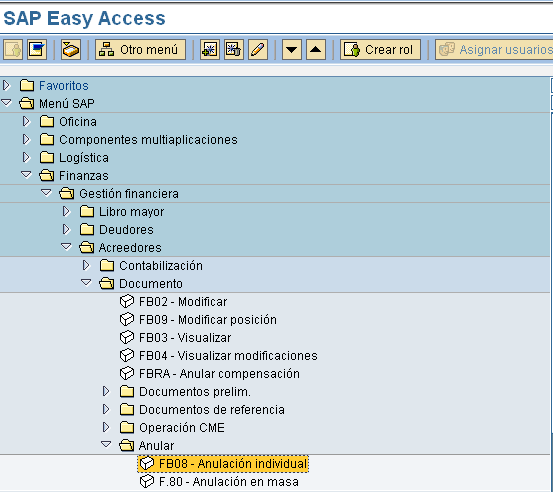 SAP Easy Access
Otro menú Crear rol Asignar usuarios
Favoritos
Menú SAP
Oficina
Componentes multiaplicaciones
Logística
Finanzas
Gestión financiera
Libro mayor
Deudores
Acreedores
Contabilización
Documento
FB02 - Modificar
FB09 - Modificar posición
FB03 - Visualizar
FB04 - Visualizar modificaciones
FBRA - Anular compensación
Documentos prelim.
Documentos de referencia
Operación CME
Anular
FB08 - Anulación individual
F.80 - Anulación en masa